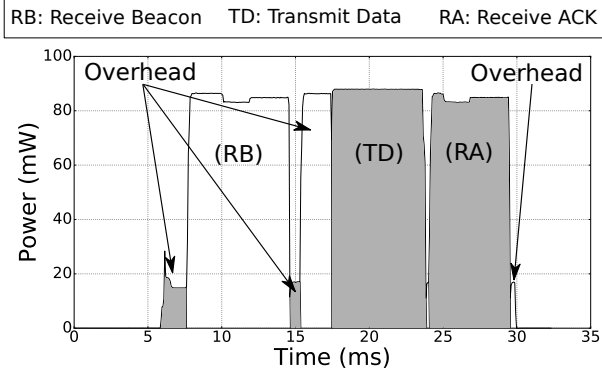 RB: Receive Beacon TD: Transmit Data RA: Receive ACK
100
Overhead Overhead
80
(RB) (TD) (RA)
60
Power (mW)
40
20
0
0 5 10 15 20 25 30 35
Time (ms)